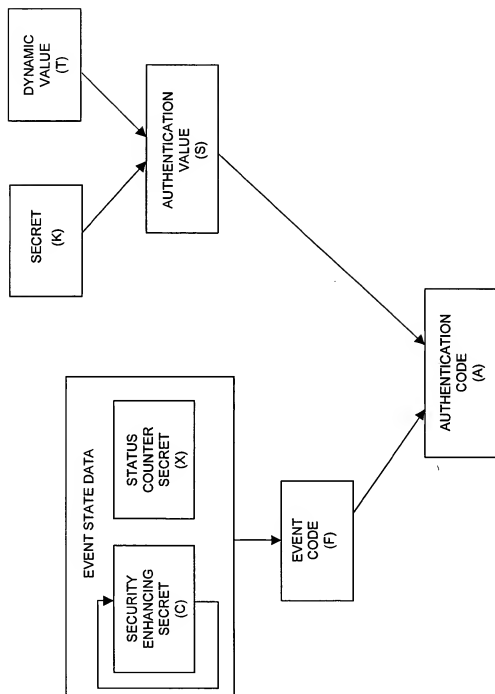 DYNAMIC
VALUE
(T)
SECRET
(K)
AUTHENTICATION
VALUE
(S)
EVENT STATE DATA
STATUS
COUNTER
SECRET
(X)
SECURITY
ENHANCING
SECRET
(C)
EVENT
CODE
(F)
AUTHENTICATION
CODE
(A)